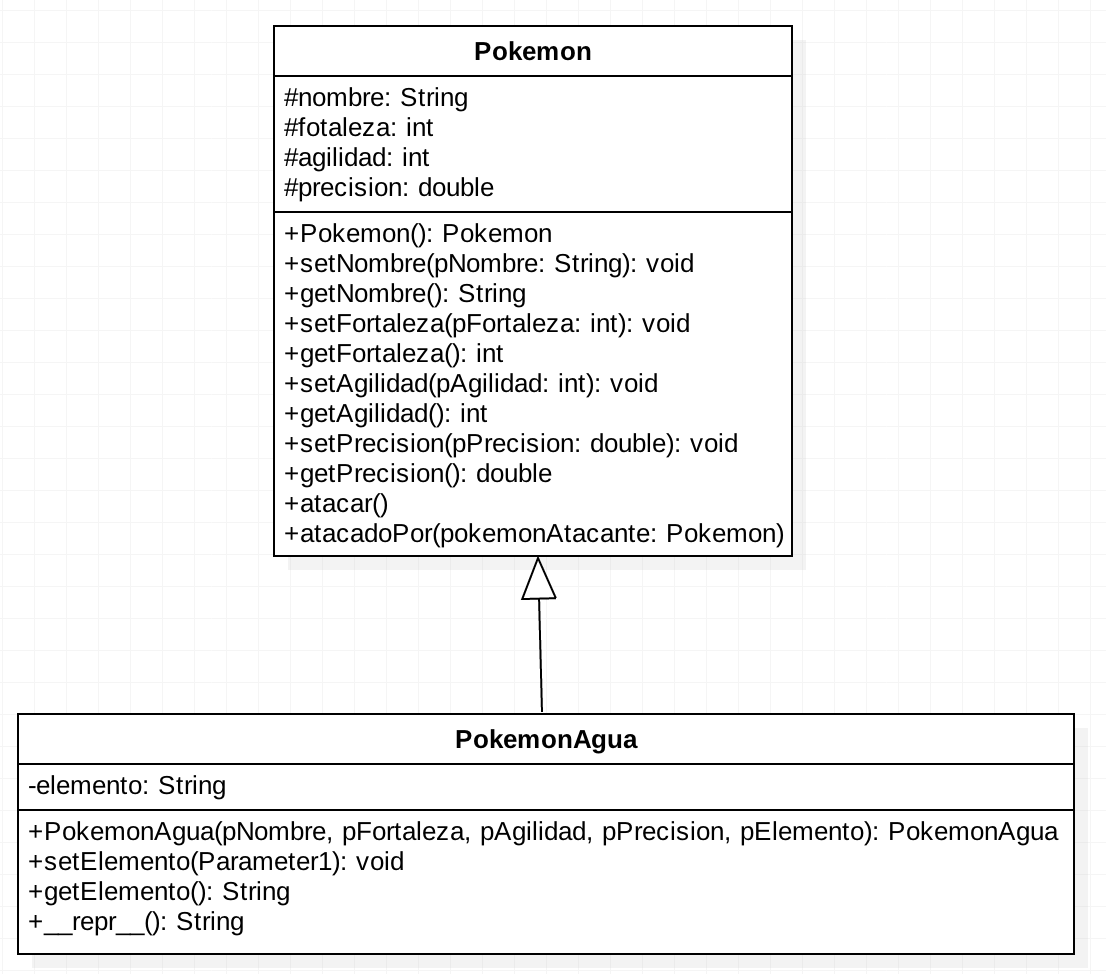 Pokemon
#nombre: String
#fotaleza: int
#agilidad: int
#precision: double
+Pokemon(): Pokemon
+setNombre(pNombre: String): void
+getNombre(): String
+setFortaleza(pFortaleza: int): void
+getFortaleza(): int
+setAgilidad(pAgilidad: int): void
+getAgilidad(): int
+setPrecision(pPrecision: double): void
+getPrecision(): double
+atacar()
+atacadoPor(pokemonAtacante: Pokemon)
PokemonAgua
-elemento: String
+PokemonAgua(pNombre, pFortaleza, pAgilidad, pPrecision, pElemento): PokemonAgua
+setElemento(Parameter1): void
+getElemento(): String
+__repr__(): String